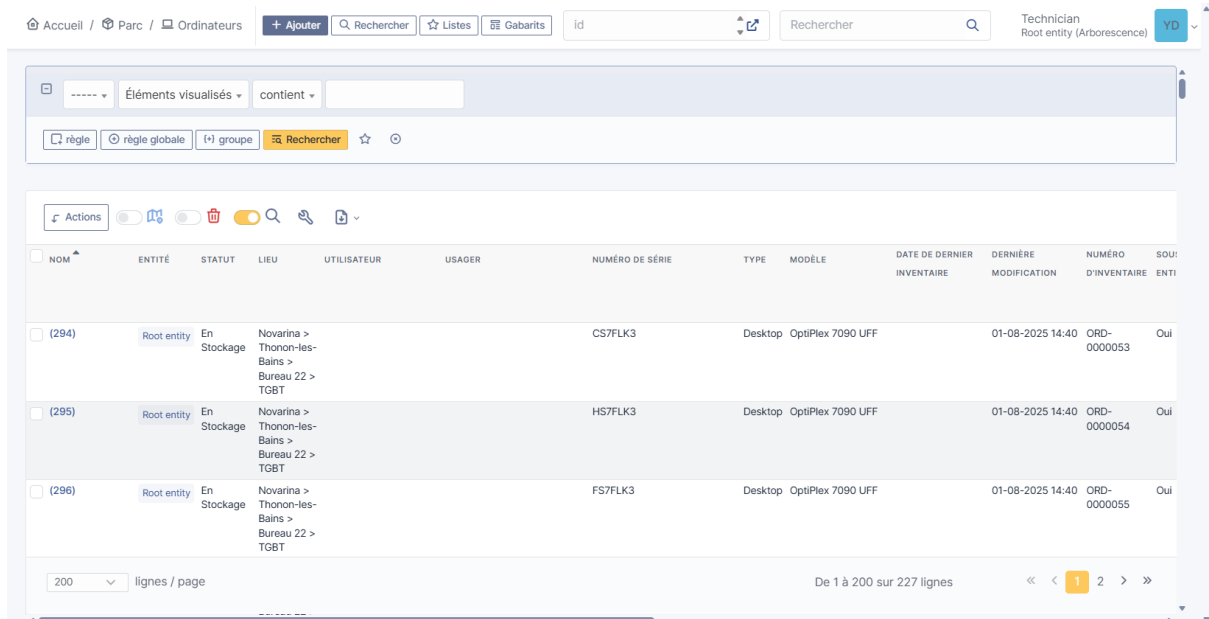 Accueil / Parc / Ordinateurs + Ajouter Rechercher Listes Gabarits id Rechercher Technician YD
Root entity (Arborescence)
----- Éléments visualisés contient
règle règle globale groupe Rechercher
Actions
NOM ENTITÉ STATUT LIEU UTILISATEUR USAGER NUMÉRO DE SÉRIE TYPE MODÈLE DATE DE DERNIER DERNIÈRE NUMÉRO
INVENTAIRE MODIFICATION D'INVENTAIRE
(294) Root entity En Novarina > CS7FLK3 Desktop OptiPlex 7090 UFF 01-08-2025 14:40 ORD- Oui
Stockage Thonon-les- 0000053
Bains >
Bureau 22 >
TGBT
(295) Root entity En Novarina > HS7FLK3 Desktop OptiPlex 7090 UFF 01-08-2025 14:40 ORD- Oui
Stockage Thonon-les- 0000054
Bains >
Bureau 22 >
TGBT
(296) Root entity En Novarina > FS7FLK3 Desktop OptiPlex 7090 UFF 01-08-2025 14:40 ORD- Oui
Stockage Thonon-les- 0000055
Bains >
Bureau 22 >
TGBT
200 lignes / page De 1 à 200 sur 227 lignes « < 1 2 > »